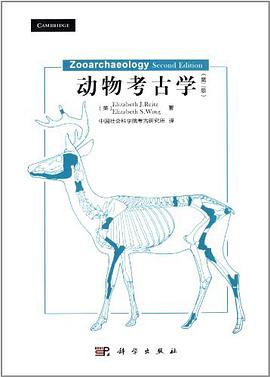 CAMBRIDGE
Zooarchaeology Second Edition
动物考古学(第二版)
〔美〕Elizabeth J.Reitz 著
Elizabeth S.Wing
中国社会科学院考古研究所 译
科学出版社